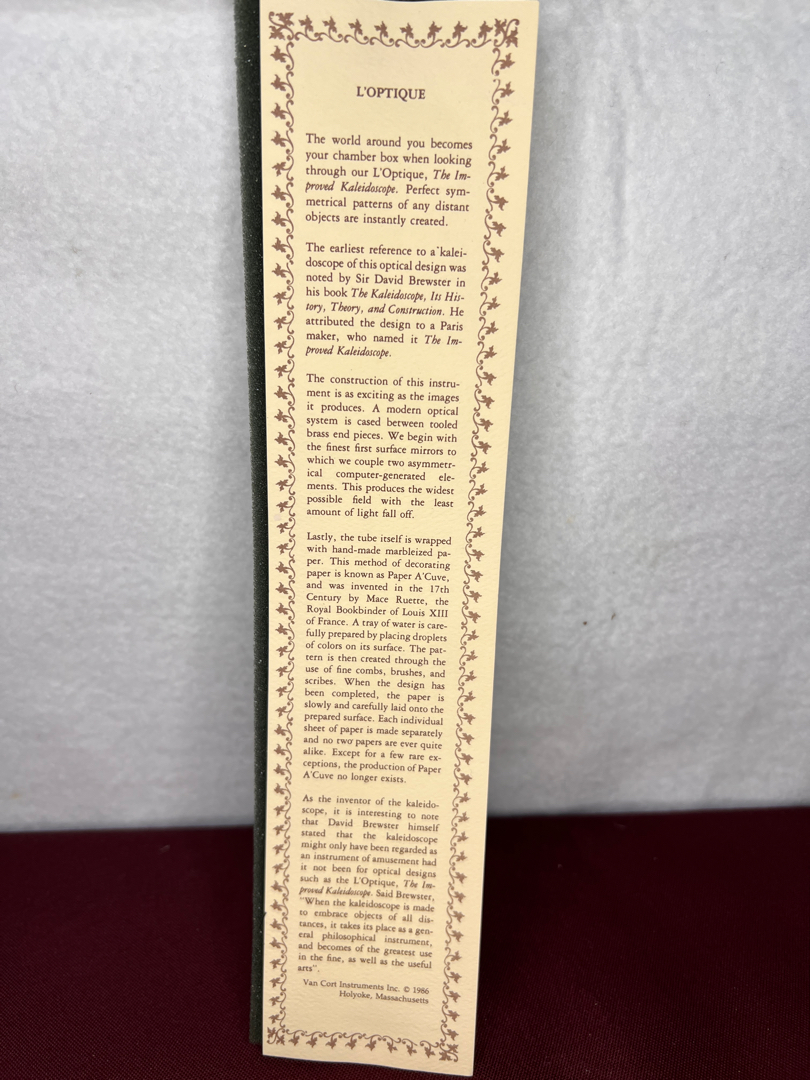 L'OPTIQUE
The world around you becomes
your chamber box when looking
through our L'Optique, The Im-
proved Kaleidoscope. Perfect sym-
metrical patterns of any distant
objects are instantly created.
The earliest reference to a kalei-
doscope of this optical design was
noted by Sir David Brewster in
his book The Kaleidoscope, Its His-
tory, Theory, and Construction. He
attributed the design to a Paris
maker, who named it The Im-
proved Kaleidoscope.
The construction of this instru-
ment is as exciting as the images
it produces. A modern optical
system is cased between tooled
brass end pieces. We begin with
the finest first surface mirrors to
which we couple two asymmetr-
ical computer-generated ele-
ments. This produces the widest
possible field with the least
amount of light fall off.
Lastly, the tube itself is wrapped
with hand-made marbleized pa-
per. This method of decorating
paper is known as Paper A'Cuve,
and was invented in the 17th
Century by Mace Ruette, the
Royal Bookbinder of Louis XIII
of France. A tray of water is care-
fully prepared by placing droplets
of colors on its surface. The pat-
tern is then created through the
use of fine combs, brushes, and
scribes. When the design has
been completed, the paper is
slowly and carefully laid onto the
prepared surface. Each individual
sheet of paper is made separately
and no two papers are ever quite
alike. Except for a few rare ex-
ceptions, the production of Paper
A'Cuve no longer exists.
As the inventor of the kaleido-
scope, it is interesting to note
that David Brewster himself
stated that the kaleidoscope
might only have been regarded as
an instrument of amusement had
it not been for optical designs
such as the L'Optique, The Im-
proved Kaleidoscope. Said Brewster,
"When the kaleidoscope is made
to embrace objects of all dis-
tances, it takes its place as a gen-
eral philosophical instrument,
and becomes of the greatest use
in the fine, as well as the useful
arts".
Van Cort Instruments Inc. © 1986
Holyoke, Massachusetts